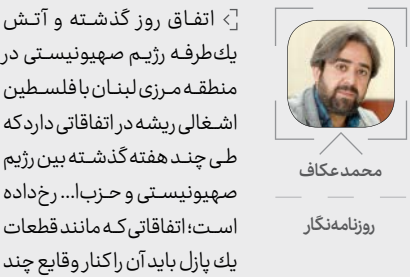 اتفاق روز گذشته و آتش
یك‌طرفه رژیم صهیونیستی در
منطقه مرزی لبنان با فلسطین
اشغالی ریشه در اتفاقاتی دارد که
طی چند هفته گذشته بین رژیم
صهیونیستی و حزب‌ا... رخ داده
است؛ اتفاقاتی که مانند قطعات
یك پازل باید آن را کنار وقایع چند
محمد عکاف
روزنامه‌نگار